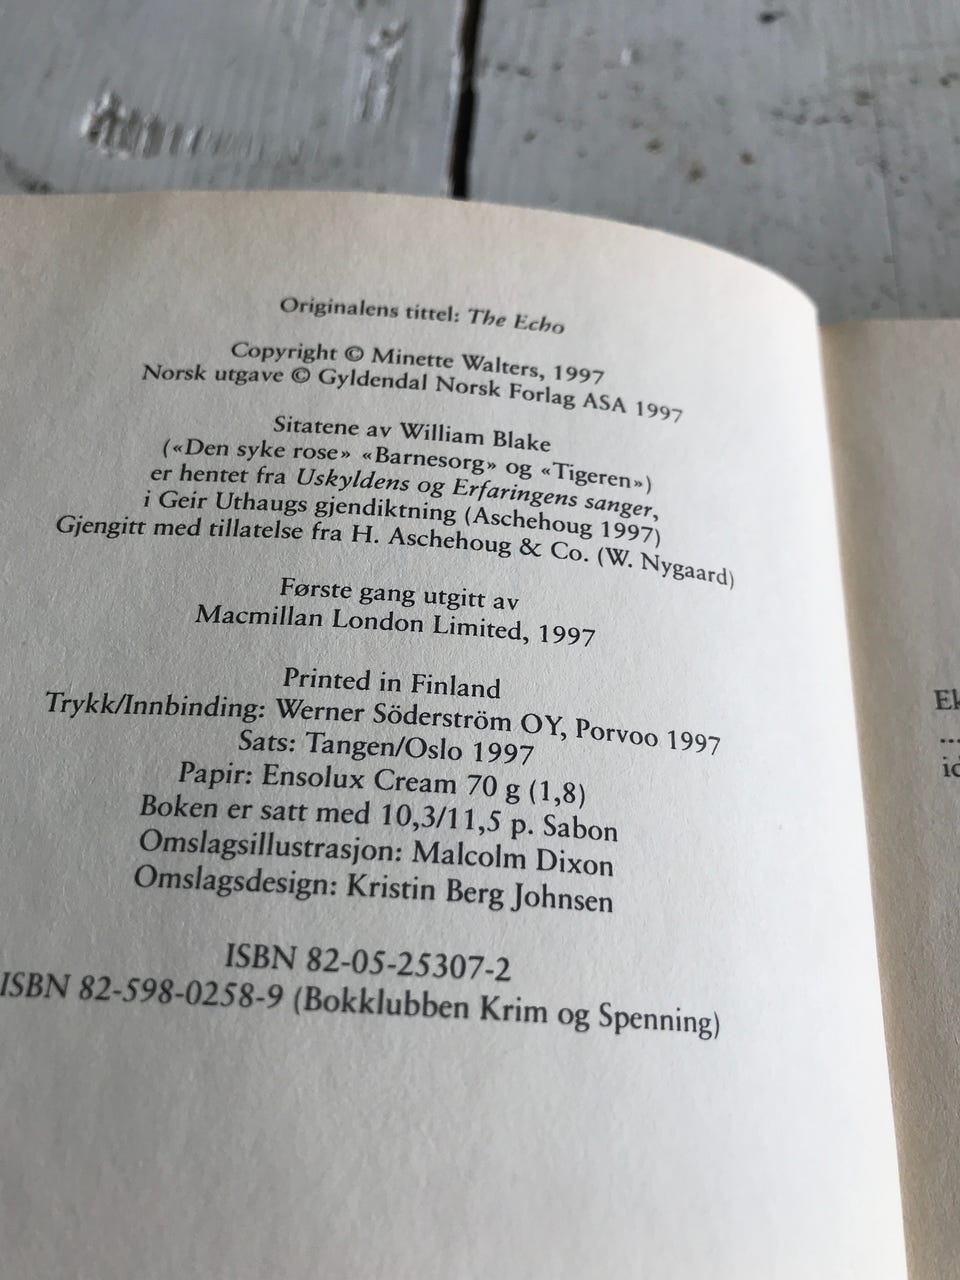 Originalens tittel: The Echo
Copyright © Minette Walters, 1997
Norsk utgave © Gyldendal Norsk Forlag ASA 1997
Sitatene av William Blake
(«Den syke rose» «Barnesorg» og «Tigeren»)
er hentet fra Uskyldens og Erfaringens sanger,
i Geir Uthaugs gjendiktning (Aschehoug 1997)
Gjengitt med tillatelse fra H. Aschehoug & Co. (W. Nygaard)
Første gang utgitt av
Macmillan London Limited, 1997
Printed in Finland
Trykk/Innbinding: Werner Söderström OY, Porvoo 1997
Sats: Tangen/Oslo 1997
Papir: Ensolux Cream 70 g (1,8)
Boken er satt med 10,3/11,5 p. Sabon
Omslagsillustrasjon: Malcolm Dixon
Omslagsdesign: Kristin Berg Johnsen
ISBN 82-05-25307-2
ISBN 82-598-0258-9 (Bokklubben Krim og Spenning)